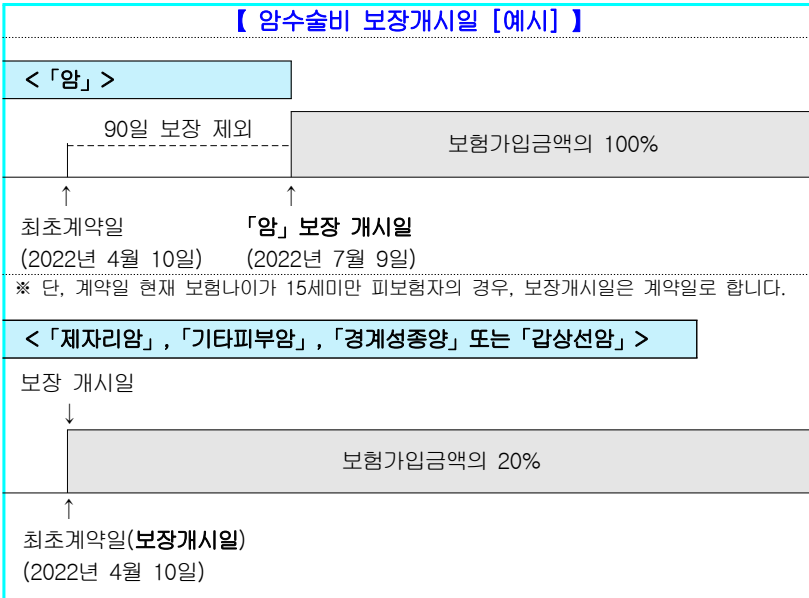 【 암수술비 보장개시일 [예시] 】
<「암」>
90일 보장 제외
보험가입금액의 100%
↑ ↑
최초계약일 「암」보장 개시일
(2022년 4월 10일) (2022년 7월 9일)
※ 단, 계약일 현재 보험나이가 15세미만 피보험자의 경우, 보장개시일은 계약일로 합니다.
<「제자리암」,「기타피부암」,「경계성종양」또는「갑상선암」>
보장 개시일
↓
보험가입금액의 20%
↑
최초계약일(보장개시일)
(2022년 4월 10일)